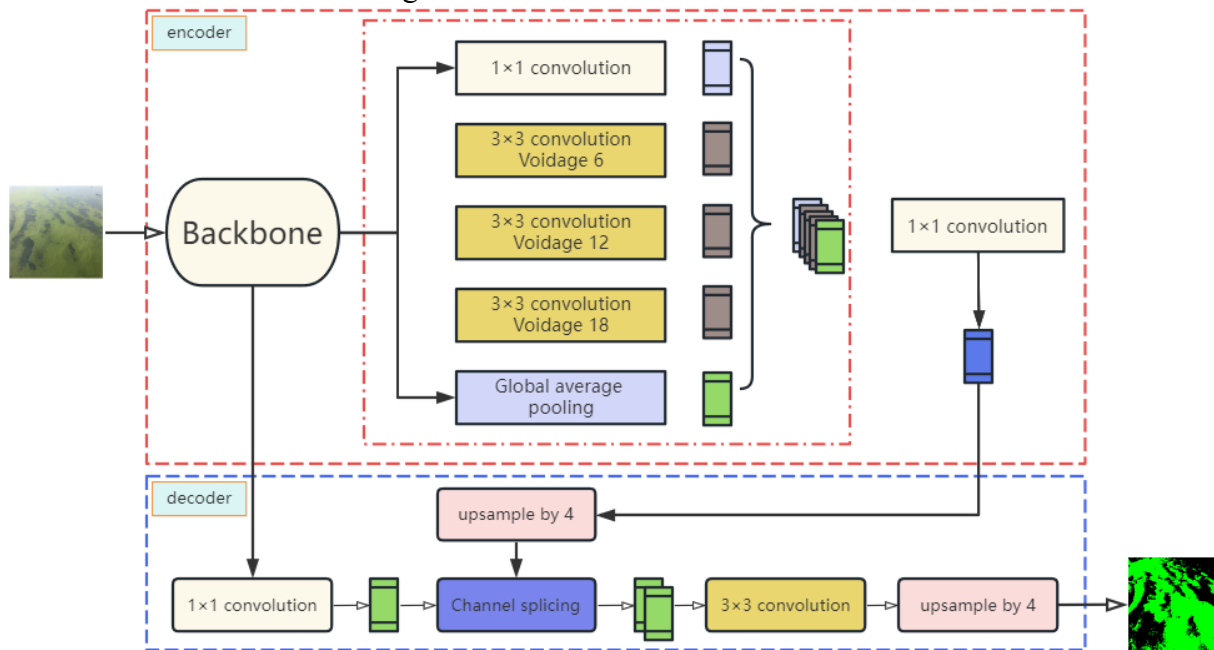 encoder
1×1 convolution
3×3 convolution
Voidage 6
Backbone
3×3 convolution
Voidage 12
1×1 convolution
3×3 convolution
Voidage 18
Global average
pooling
decoder
upsample by 4
1×1 convolution
Channel splicing
3×3 convolution
upsample by 4